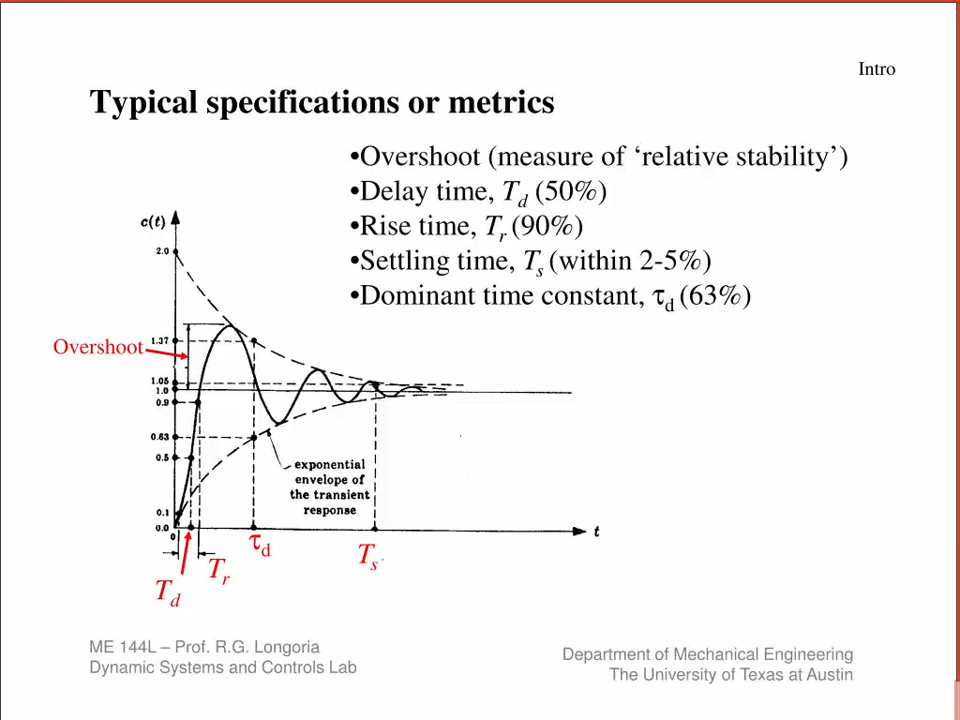 Intro
Typical specifications or metrics
•Overshoot (measure of ‘relative stability’)
•Delay time, Td (50%)
•Rise time, Tr (90%)
•Settling time, Ts (within 2-5%)
•Dominant time constant, τd (63%)
c(t)
2.0
Overshoot
1.37
1.05
1.0
0.9
0.63
0.5
exponential
envelope of
the transient
response
0.1
0.0
0
t
τd
Ts
Tr
Td
ME 144L – Prof. R.G. Longoria
Dynamic Systems and Controls Lab
Department of Mechanical Engineering
The University of Texas at Austin